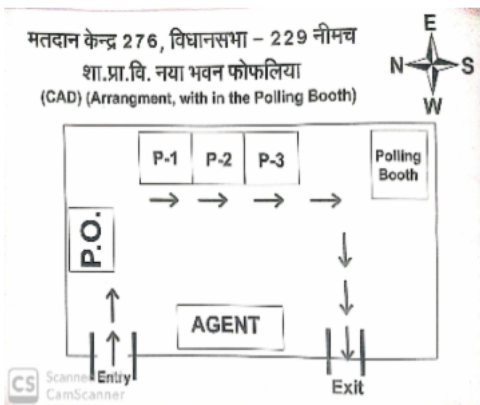 मतदान केन्द्र 276, विधानसभा – 229 नीमच
शा.प्रा.वि. नया भवन फोफलिया
(CAD) (Arrangment, with in the Polling Booth)
E
N S
W
P-1 P-2 P-3
Polling
Booth
P.O.
AGENT
Entry
Exit
CS Scanned
CamScanner